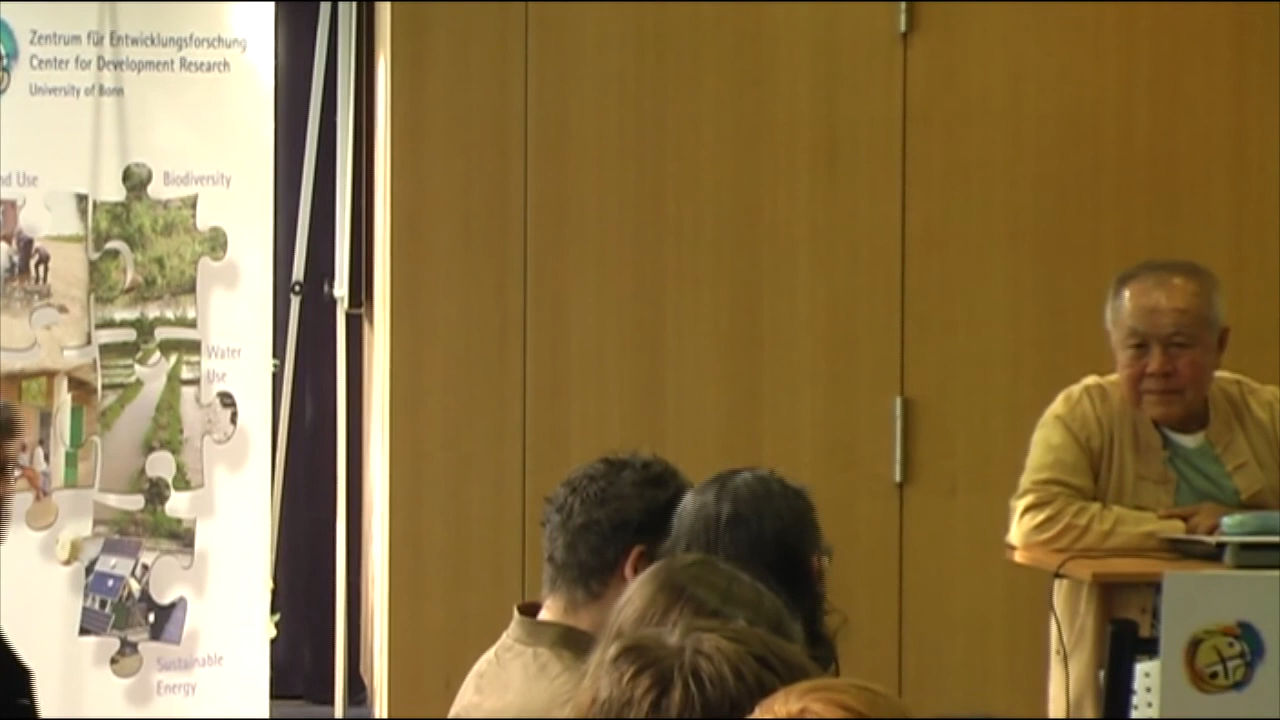 Zentrum für Entwicklungsforschung
Center for Development Research
University of Bonn
nd Use
Biodiversity
Water
Use
Sustainable
Energy